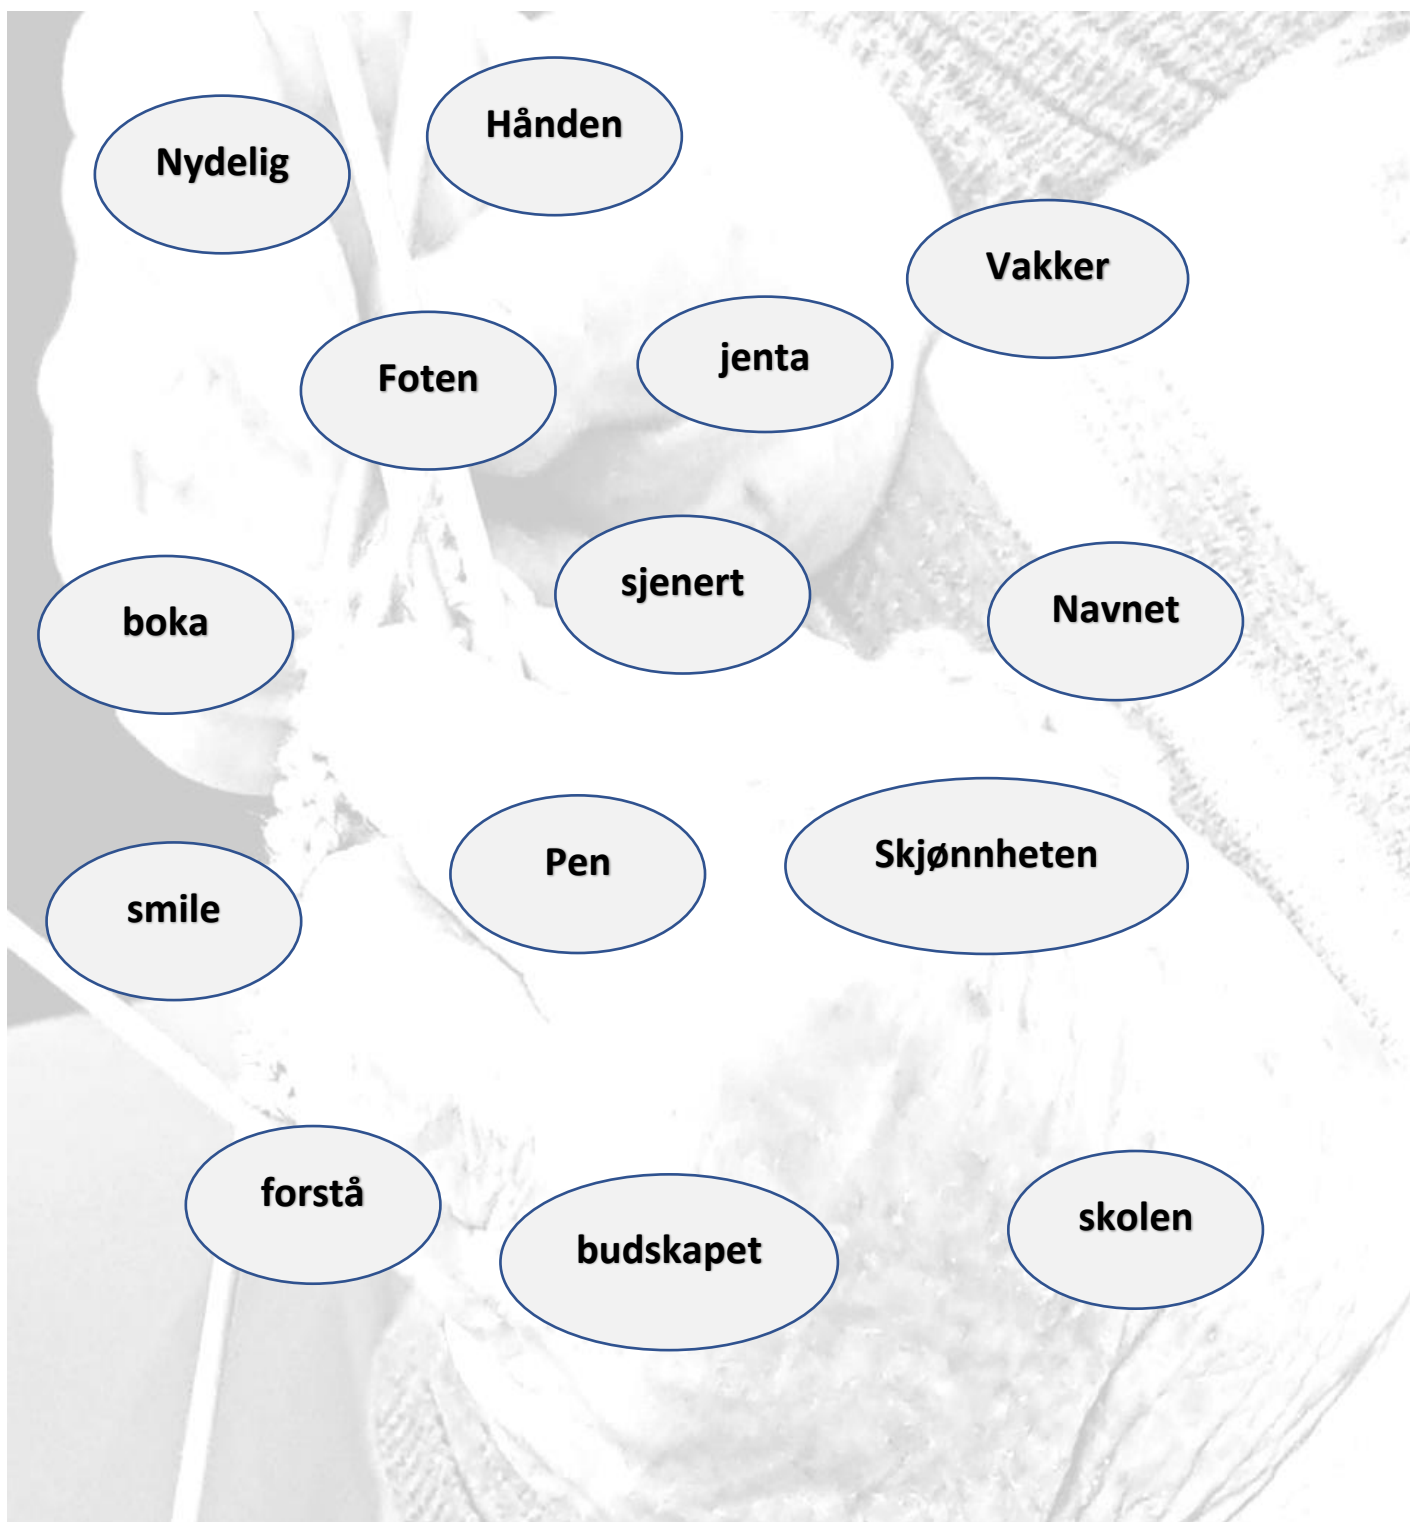 Hånden
Nydelig
Vakker
jenta
Foten
sjenert
Navnet
boka
Skjønnheten
Pen
smile
forstå
skolen
budskapet